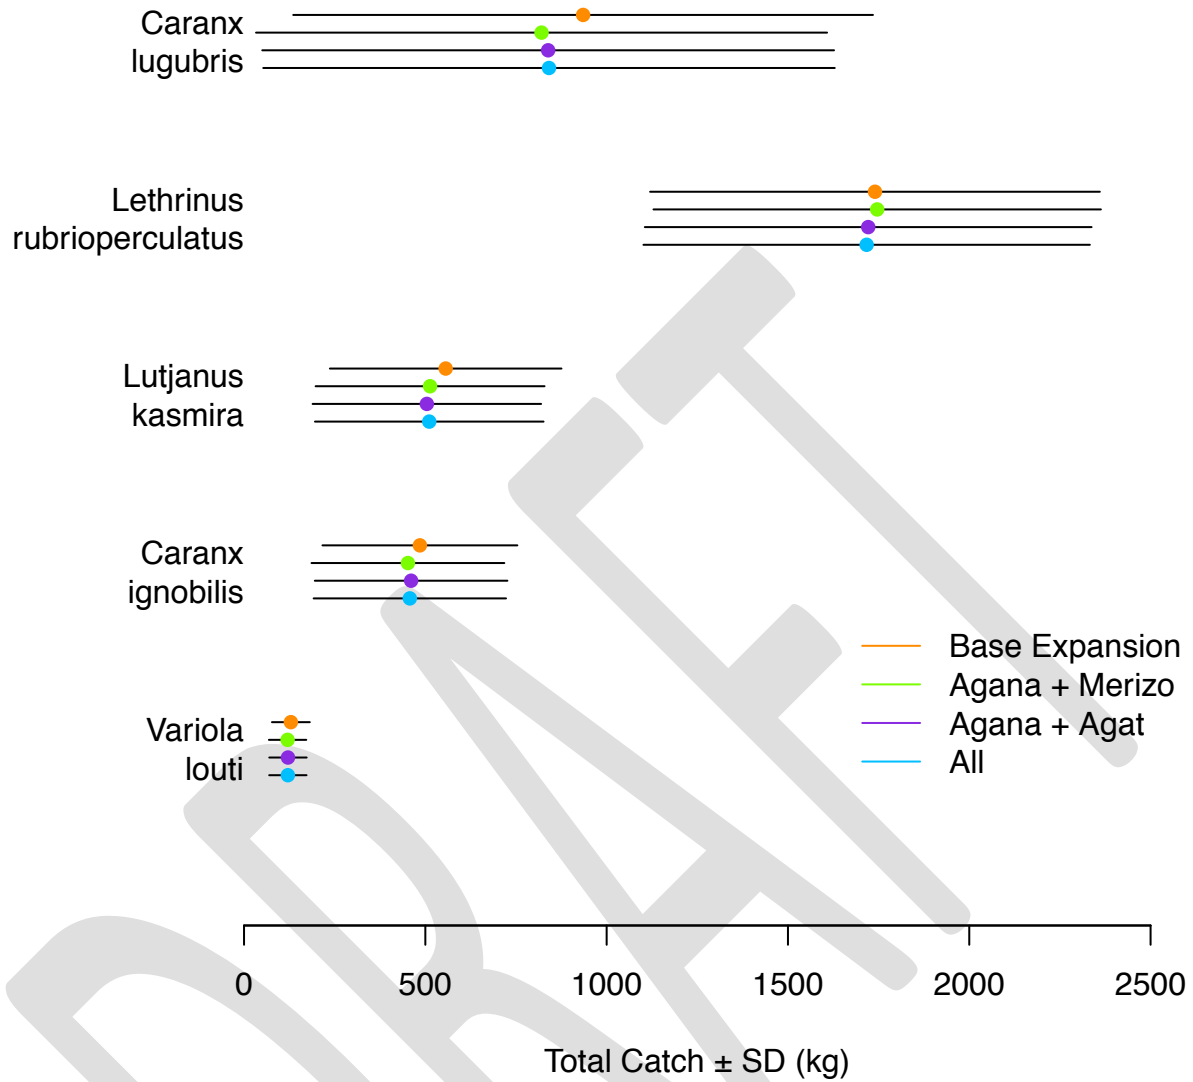 Caranx
lugubris
Lethrinus
rubrioperculatus
Lutjanus
kasmira
Caranx
ignobilis
Variola
louti
Base Expansion
Agana + Merizo
Agana + Agat
All
0 500 1000 1500 2000 2500
Total Catch ± SD (kg)
DRAFT